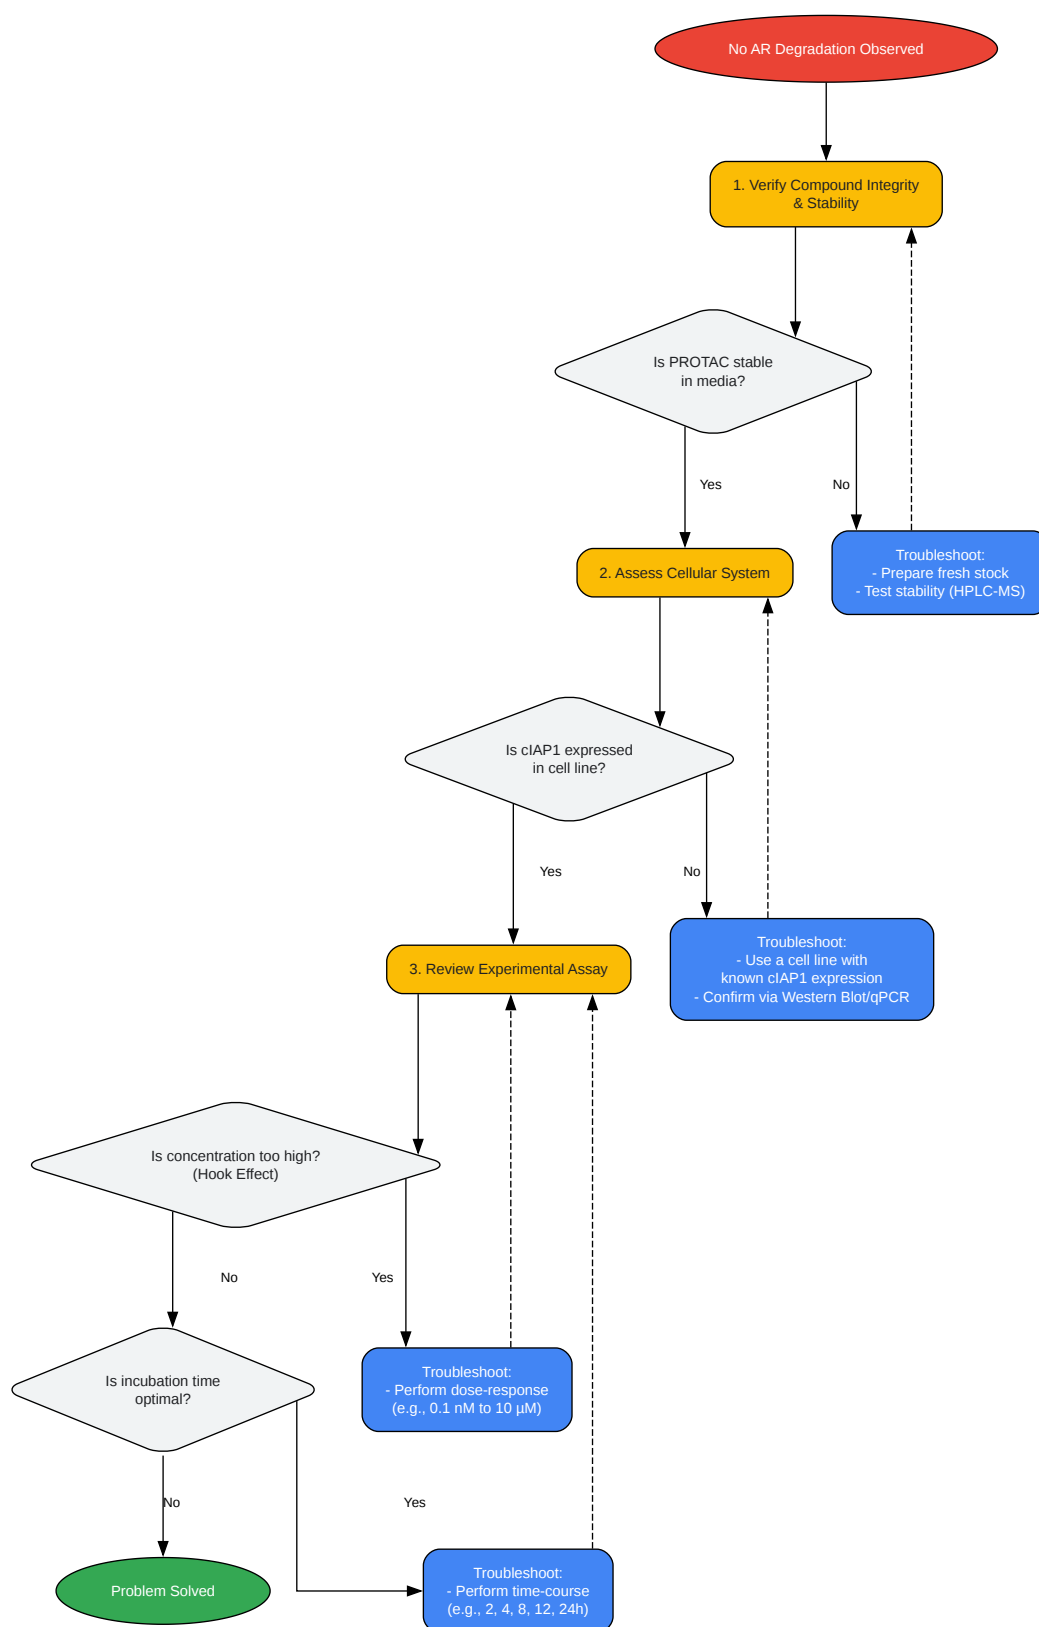 No AR Degradation Observed
1. Verify Compound Integrity
& Stability
Is PROTAC stable
in media?
Yes
No
Troubleshoot:
- Prepare fresh stock
- Test stability (HPLC-MS)
2. Assess Cellular System
Is cIAP1 expressed
in cell line?
Yes
No
Troubleshoot:
- Use a cell line with
known cIAP1 expression
- Confirm via Western Blot/qPCR
3. Review Experimental Assay
Is concentration too high?
(Hook Effect)
No
Yes
Troubleshoot:
- Perform dose-response
(e.g., 0.1 nM to 10 µM)
Is incubation time
optimal?
No
Yes
Problem Solved
Troubleshoot:
- Perform time-course
(e.g., 2, 4, 8, 12, 24h)